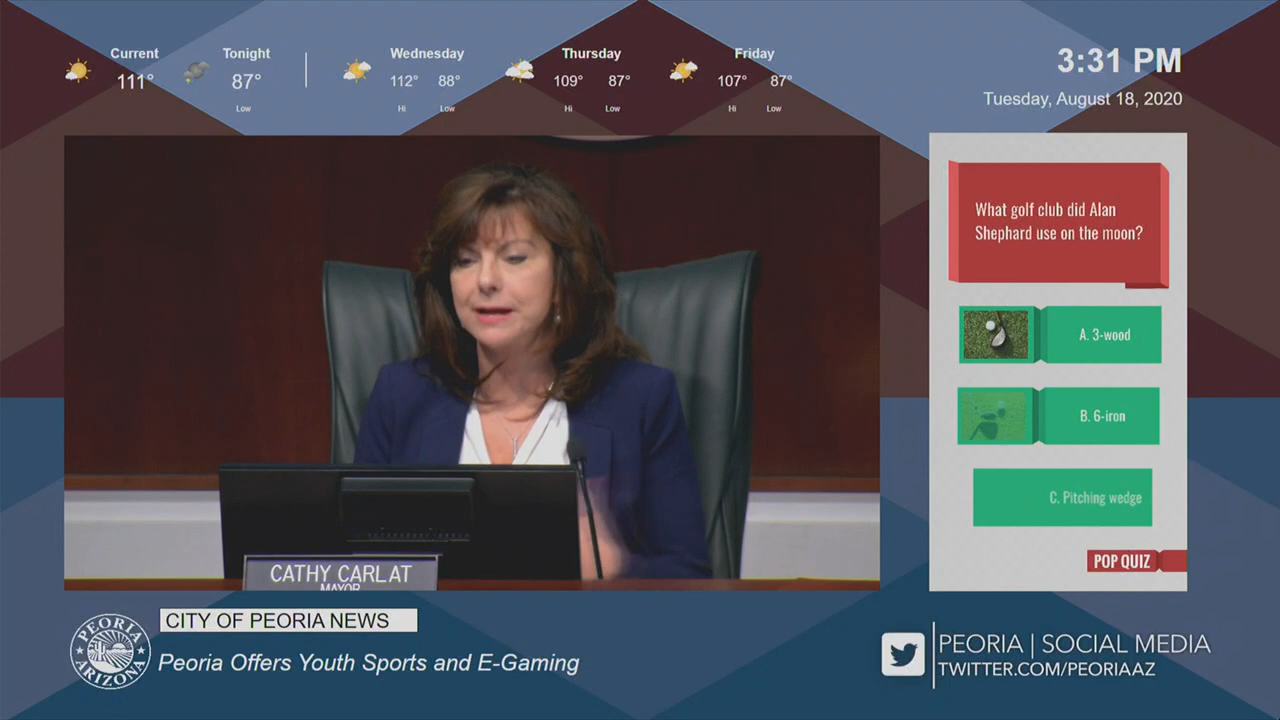 Current
111°
Tonight
87°
Low
Wednesday
112° 88°
Hi Low
Thursday
109° 87°
Hi Low
Friday
107° 87°
Hi Low
3:31 PM
Tuesday, August 18, 2020
What golf club did Alan
Shephard use on the moon?
A. 3-wood
B. 6-iron
C. Pitching wedge
POP QUIZ
CATHY CARLAT
MAYOR
PEORIA
ARIZONA
CITY OF PEORIA NEWS
Peoria Offers Youth Sports and E-Gaming
PEORIA | SOCIAL MEDIA
TWITTER.COM/PEORIAAZ